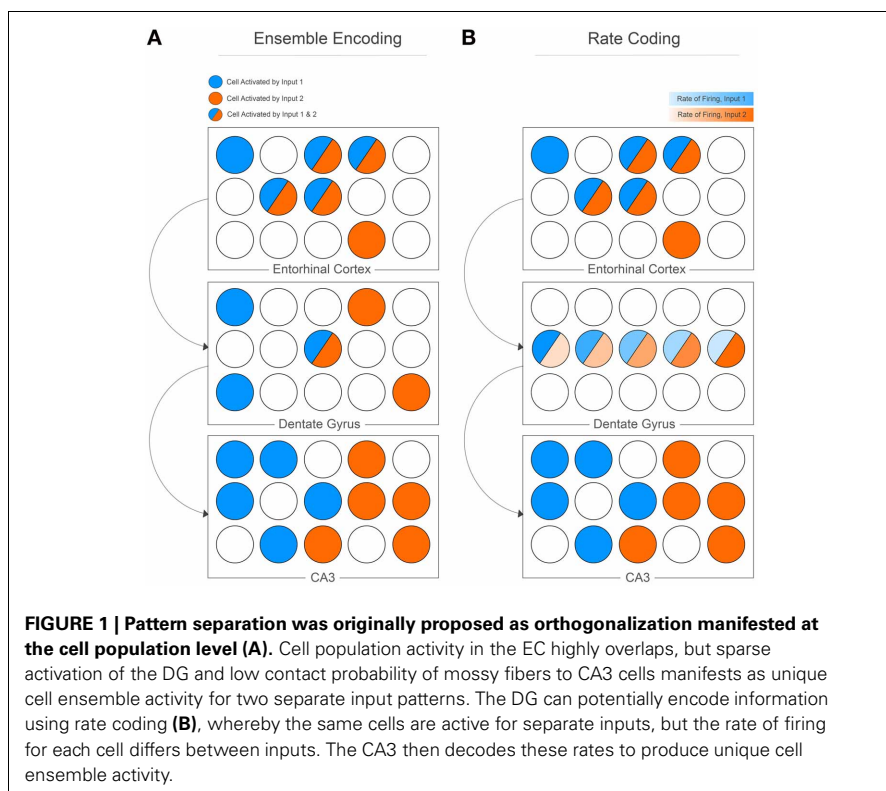 A
Ensemble Encoding
Cell Activated by Input 1
Cell Activated by Input 2
Cell Activated by Input 1 & 2
Entorhinal Cortex
Dentate Gyrus
CA3
B
Rate Coding
Rate of Firing, Input 1
Rate of Firing, Input 2
Entorhinal Cortex
Dentate Gyrus
CA3
FIGURE 1 | Pattern separation was originally proposed as orthogonalization manifested at
the cell population level (A). Cell population activity in the EC highly overlaps, but sparse
activation of the DG and low contact probability of mossy fibers to CA3 cells manifests as unique
cell ensemble activity for two separate input patterns. The DG can potentially encode information
using rate coding (B), whereby the same cells are active for separate inputs, but the rate of firing
for each cell differs between inputs. The CA3 then decodes these rates to produce unique cell
ensemble activity.